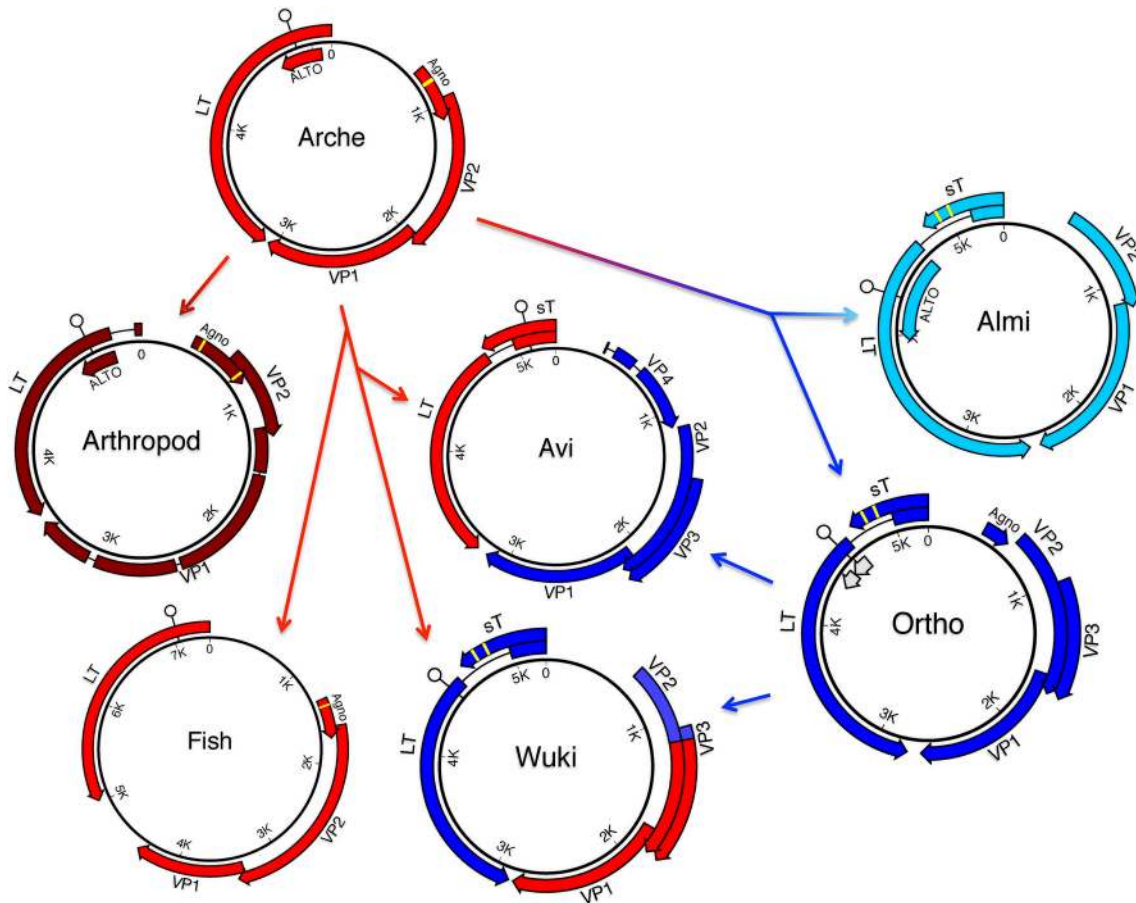 0
ALTO
Agno
LT
1K
4K
Arche
VP2
2K
3K
VP1
sT
5K
0
VP2
1K
ALTO
Almi
LT
2K
VP1
3K
0
Agno
LT
ALTO
VP2
1K
Arthropod
4K
2K
3K
VP1
sT
5K
0
VP4
1K
LT
VP2
4K
Avi
2K
3K
VP3
VP1
sT
5K
0
Agno
VP2
1K
LT
4K
Ortho
VP3
2K
3K
VP1
0
7K
LT
1K
6K
Agno
Fish
2K
5K
3K
4K
VP2
VP1
sT
5K
0
VP2
1K
VP3
LT
4K
Wuki
2K
3K
VP1